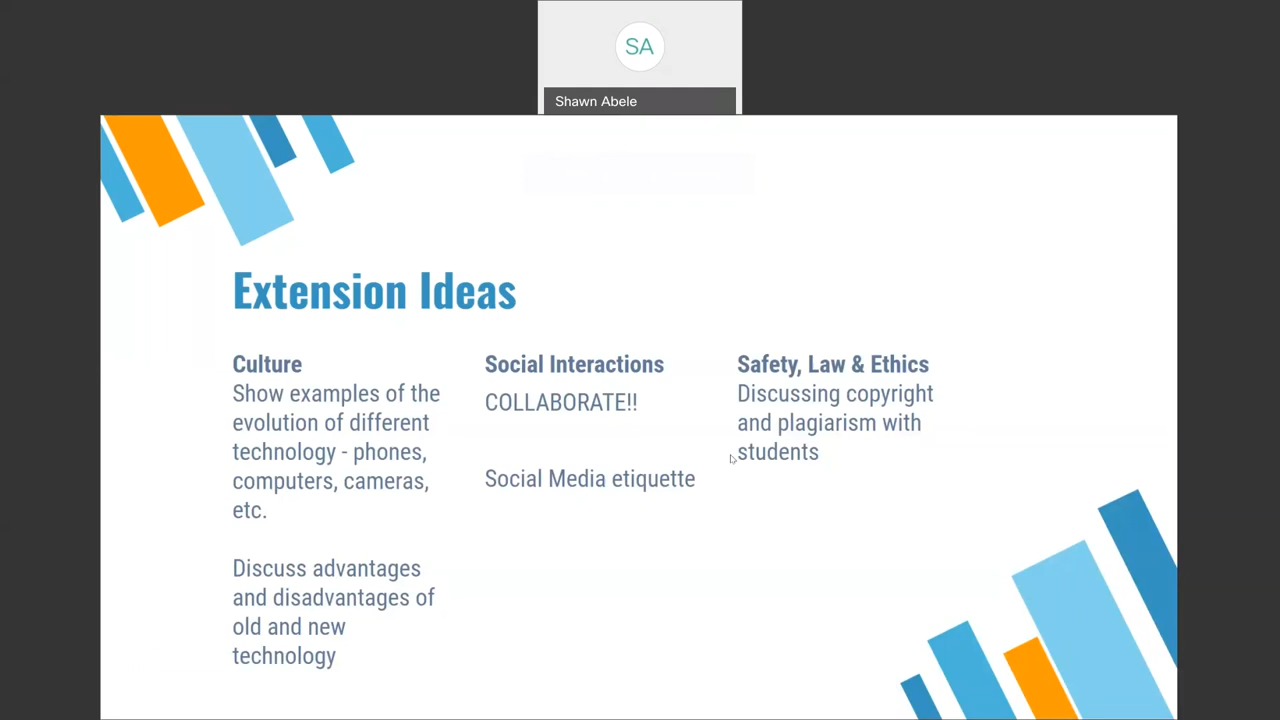 SA
Shawn Abele
Extension Ideas
Culture
Show examples of the
evolution of different
technology - phones,
computers, cameras,
etc.
Discuss advantages
and disadvantages of
old and new
technology
Social Interactions
COLLABORATE!!
Social Media etiquette
Safety, Law & Ethics
Discussing copyright
and plagiarism with
students